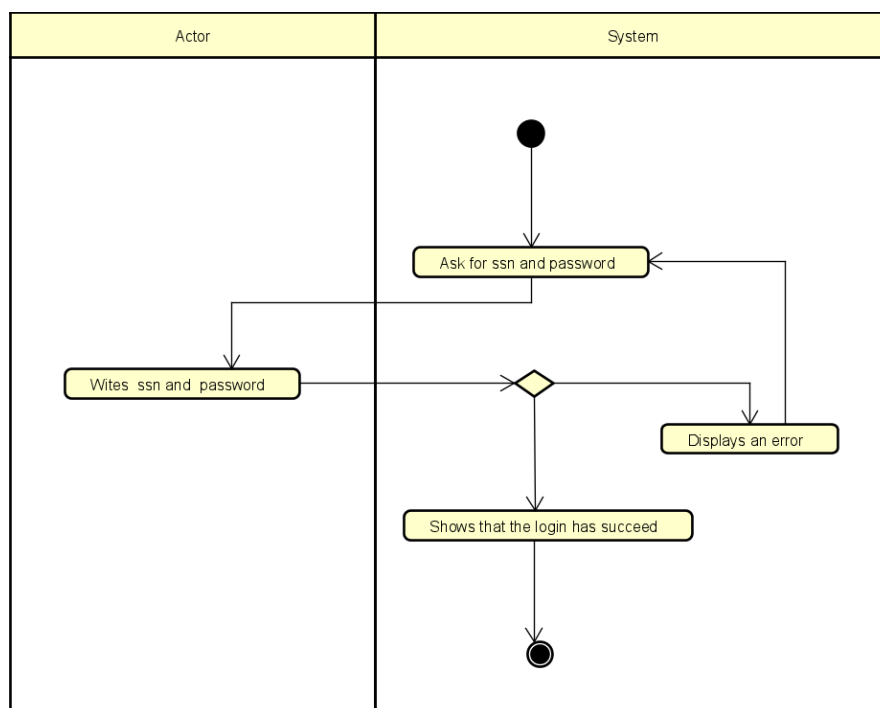 Actor
System
Ask for ssn and password
Wites ssn and password
Displays an error
Shows that the login has succeed